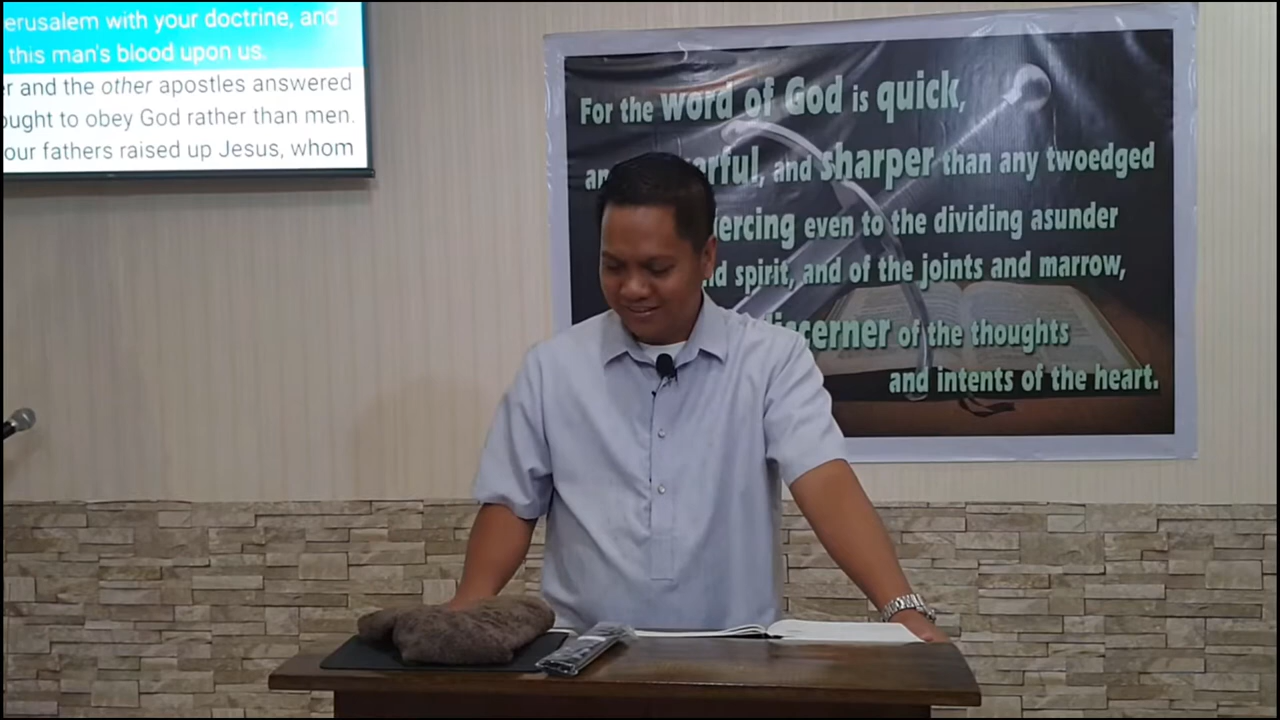 erusalem with your doctrine, and
this man's blood upon us.
r and the other apostles answered
ought to obey God rather than men.
our fathers raised up Jesus, whom
For the word of God is quick,
and sharper than any twoedged
even to the dividing asunder
spirit, and of the joints and marrow,
discerner of the thoughts
and intents of the heart.